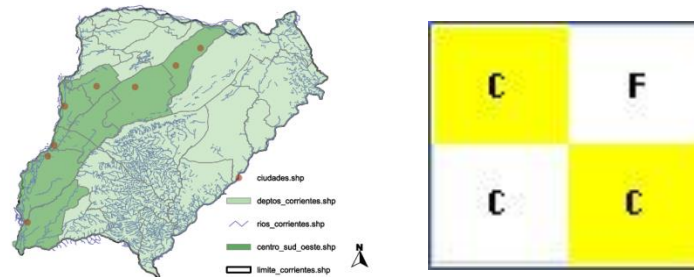 ciudades.shp
deptos_corrientes.shp
rios_corrientes.shp
centro_sud_oeste.shp
limite_corrientes.shp
N
C F
C C